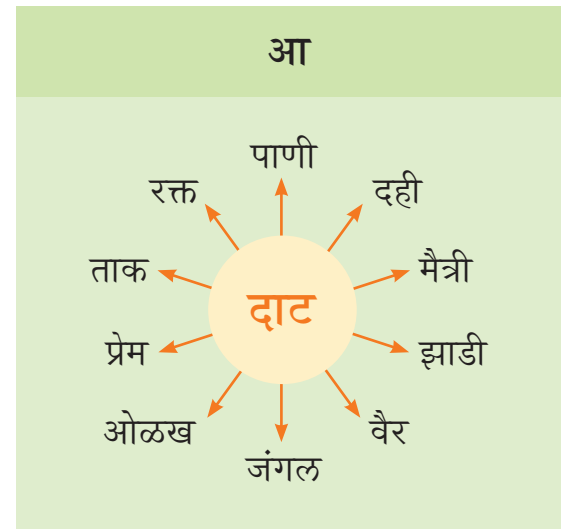 आ
पाणी
रक्त
दही
ताक
मैत्री
दाट
प्रेम
झाडी
ओळख
वैर
जंगल